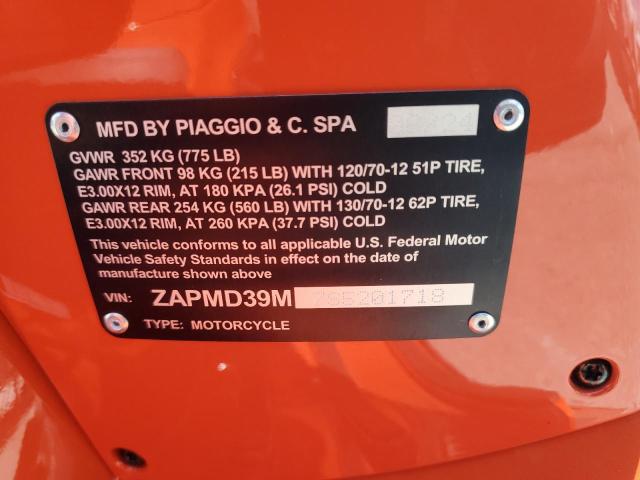 MFD BY PIAGGIO & C. SPA
GVWR 352 KG (775 LB)
GAWR FRONT 98 KG (215 LB) WITH 120/70-12 51P TIRE,
E3.00X12 RIM, AT 180 KPA (26.1 PSI) COLD
GAWR REAR 254 KG (560 LB) WITH 130/70-12 62P TIRE,
E3.00X12 RIM, AT 260 KPA (37.7 PSI) COLD
This vehicle conforms to all applicable U.S. Federal Motor
Vehicle Safety Standards in effect on the date of
manufacture shown above
VIN: ZAPMD39M
TYPE: MOTORCYCLE